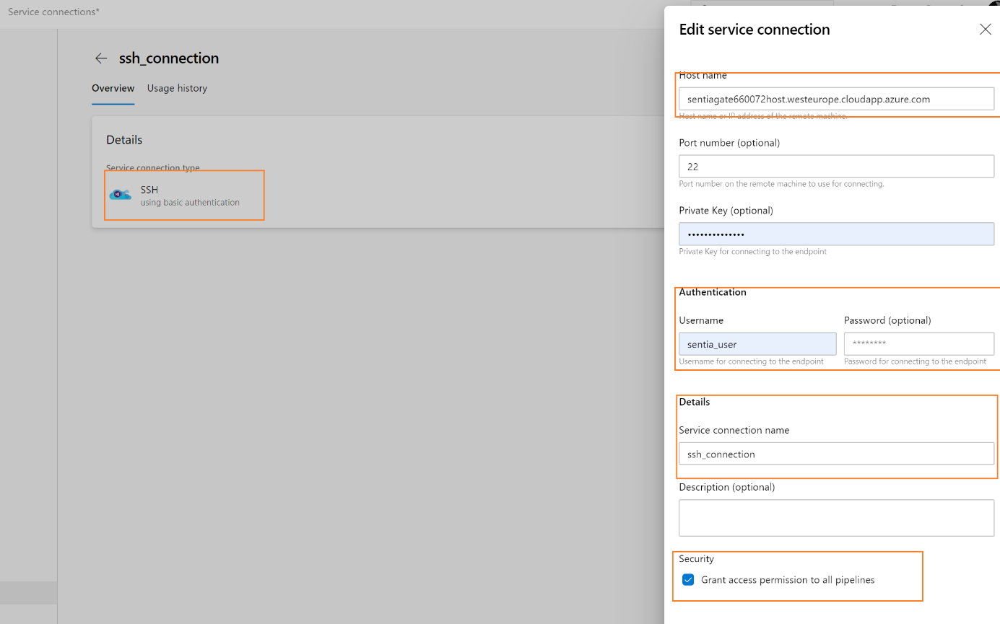 Service connections*
ssh_connection
Overview
Usage history
Details
Service connection type
SSH
using basic authentication
Edit service connection
Host name
sentiagate660072host.westeurope.cloudapp.azure.com
Host name or IP address of the remote machine.
Port number (optional)
22
Port number on the remote machine to use for connecting.
Private Key (optional)
••••••••••••••
Private Key for connecting to the endpoint
Authentication
Username
Password (optional)
sentia_user
********
Username for connecting to the endpoint
Password for connecting to the endpoint
Details
Service connection name
ssh_connection
Description (optional)
Security
Grant access permission to all pipelines